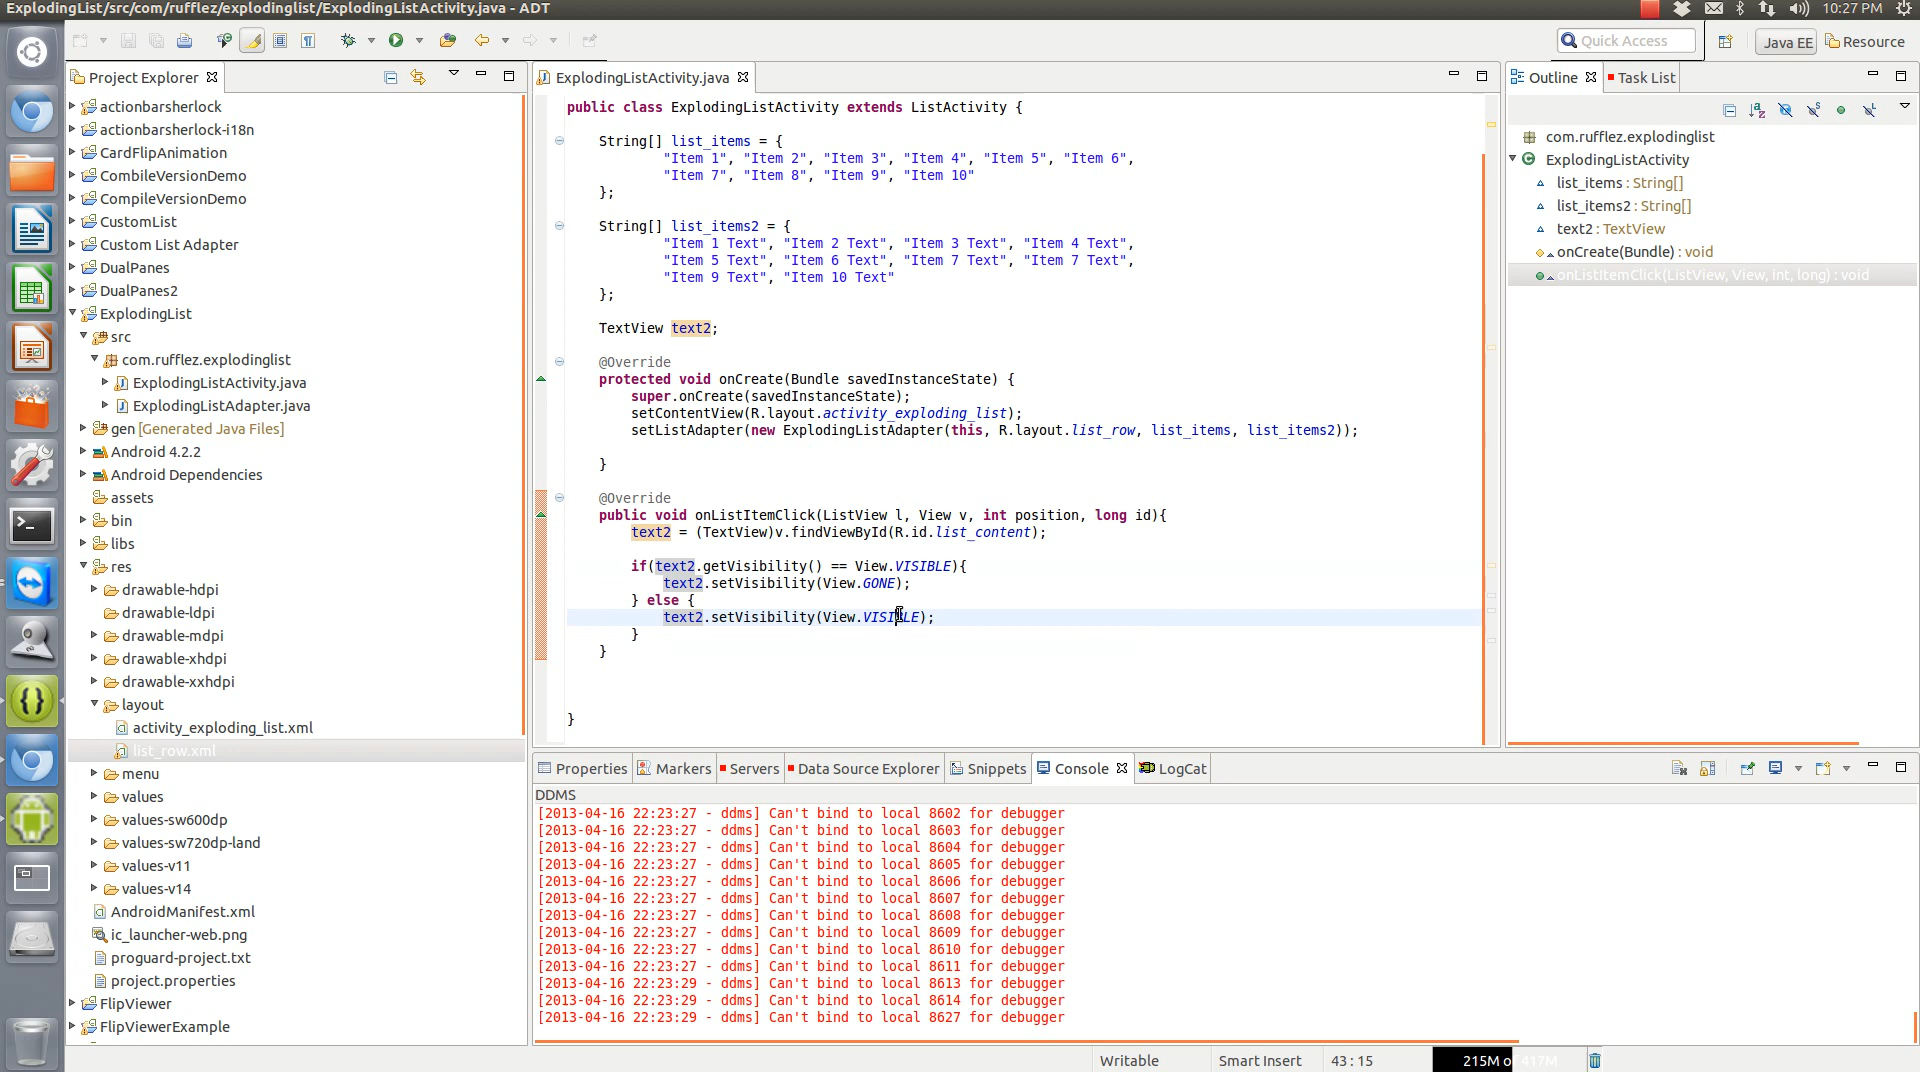 ExplodingList/src/com/rufflez/explodinglist/ExplodingListActivity.java - ADT
10:27 PM
Quick Access
Java EE
Resource
Project Explorer
actionbarsherlock
actionbarsherlock-i18n
CardFlipAnimation
CombileVersionDemo
CompileVersionDemo
CustomList
Custom List Adapter
DualPanes
DualPanes2
ExplodingList
src
com.rufflez.explodinglist
ExplodingListActivity.java
ExplodingListAdapter.java
gen [Generated Java Files]
Android 4.2.2
Android Dependencies
assets
bin
libs
res
drawable-hdpi
drawable-ldpi
drawable-mdpi
drawable-xhdpi
drawable-xxhdpi
layout
activity_exploding_list.xml
list_row.xml
menu
values
values-sw600dp
values-sw720dp-land
values-v11
values-v14
AndroidManifest.xml
ic_launcher-web.png
proguard-project.txt
project.properties
FlipViewer
FlipViewerExample
ExplodingListActivity.java
public class ExplodingListActivity extends ListActivity {
String[] list_items = {
"Item 1", "Item 2", "Item 3", "Item 4", "Item 5", "Item 6",
"Item 7", "Item 8", "Item 9", "Item 10"
};
String[] list_items2 = {
"Item 1 Text", "Item 2 Text", "Item 3 Text", "Item 4 Text",
"Item 5 Text", "Item 6 Text", "Item 7 Text", "Item 7 Text",
"Item 9 Text", "Item 10 Text"
};
TextView text2;
@Override
protected void onCreate(Bundle savedInstanceState) {
super.onCreate(savedInstanceState);
setContentView(R.layout.activity_exploding_list);
setListAdapter(new ExplodingListAdapter(this, R.layout.list_row, list_items, list_items2));
}
@Override
public void onListItemClick(ListView l, View v, int position, long id){
text2 = (TextView)v.findViewById(R.id.list_content);
if(text2.getVisibility() == View.VISIBLE){
text2.setVisibility(View.GONE);
} else {
text2.setVisibility(View.VISIBLE);
}
}
}
Outline
Task List
com.rufflez.explodinglist
ExplodingListActivity
list_items : String[]
list_items2 : String[]
text2 : TextView
onCreate(Bundle) : void
onListItemClick(ListView, View, int, long) : void
Properties
Markers
Servers
Data Source Explorer
Snippets
Console
LogCat
DDMS
[2013-04-16 22:23:27 - ddms] Can't bind to local 8602 for debugger
[2013-04-16 22:23:27 - ddms] Can't bind to local 8603 for debugger
[2013-04-16 22:23:27 - ddms] Can't bind to local 8604 for debugger
[2013-04-16 22:23:27 - ddms] Can't bind to local 8605 for debugger
[2013-04-16 22:23:27 - ddms] Can't bind to local 8606 for debugger
[2013-04-16 22:23:27 - ddms] Can't bind to local 8607 for debugger
[2013-04-16 22:23:27 - ddms] Can't bind to local 8608 for debugger
[2013-04-16 22:23:27 - ddms] Can't bind to local 8609 for debugger
[2013-04-16 22:23:27 - ddms] Can't bind to local 8610 for debugger
[2013-04-16 22:23:27 - ddms] Can't bind to local 8611 for debugger
[2013-04-16 22:23:29 - ddms] Can't bind to local 8613 for debugger
[2013-04-16 22:23:29 - ddms] Can't bind to local 8614 for debugger
[2013-04-16 22:23:29 - ddms] Can't bind to local 8627 for debugger
Writable
Smart Insert
43 : 15
215M of 417M